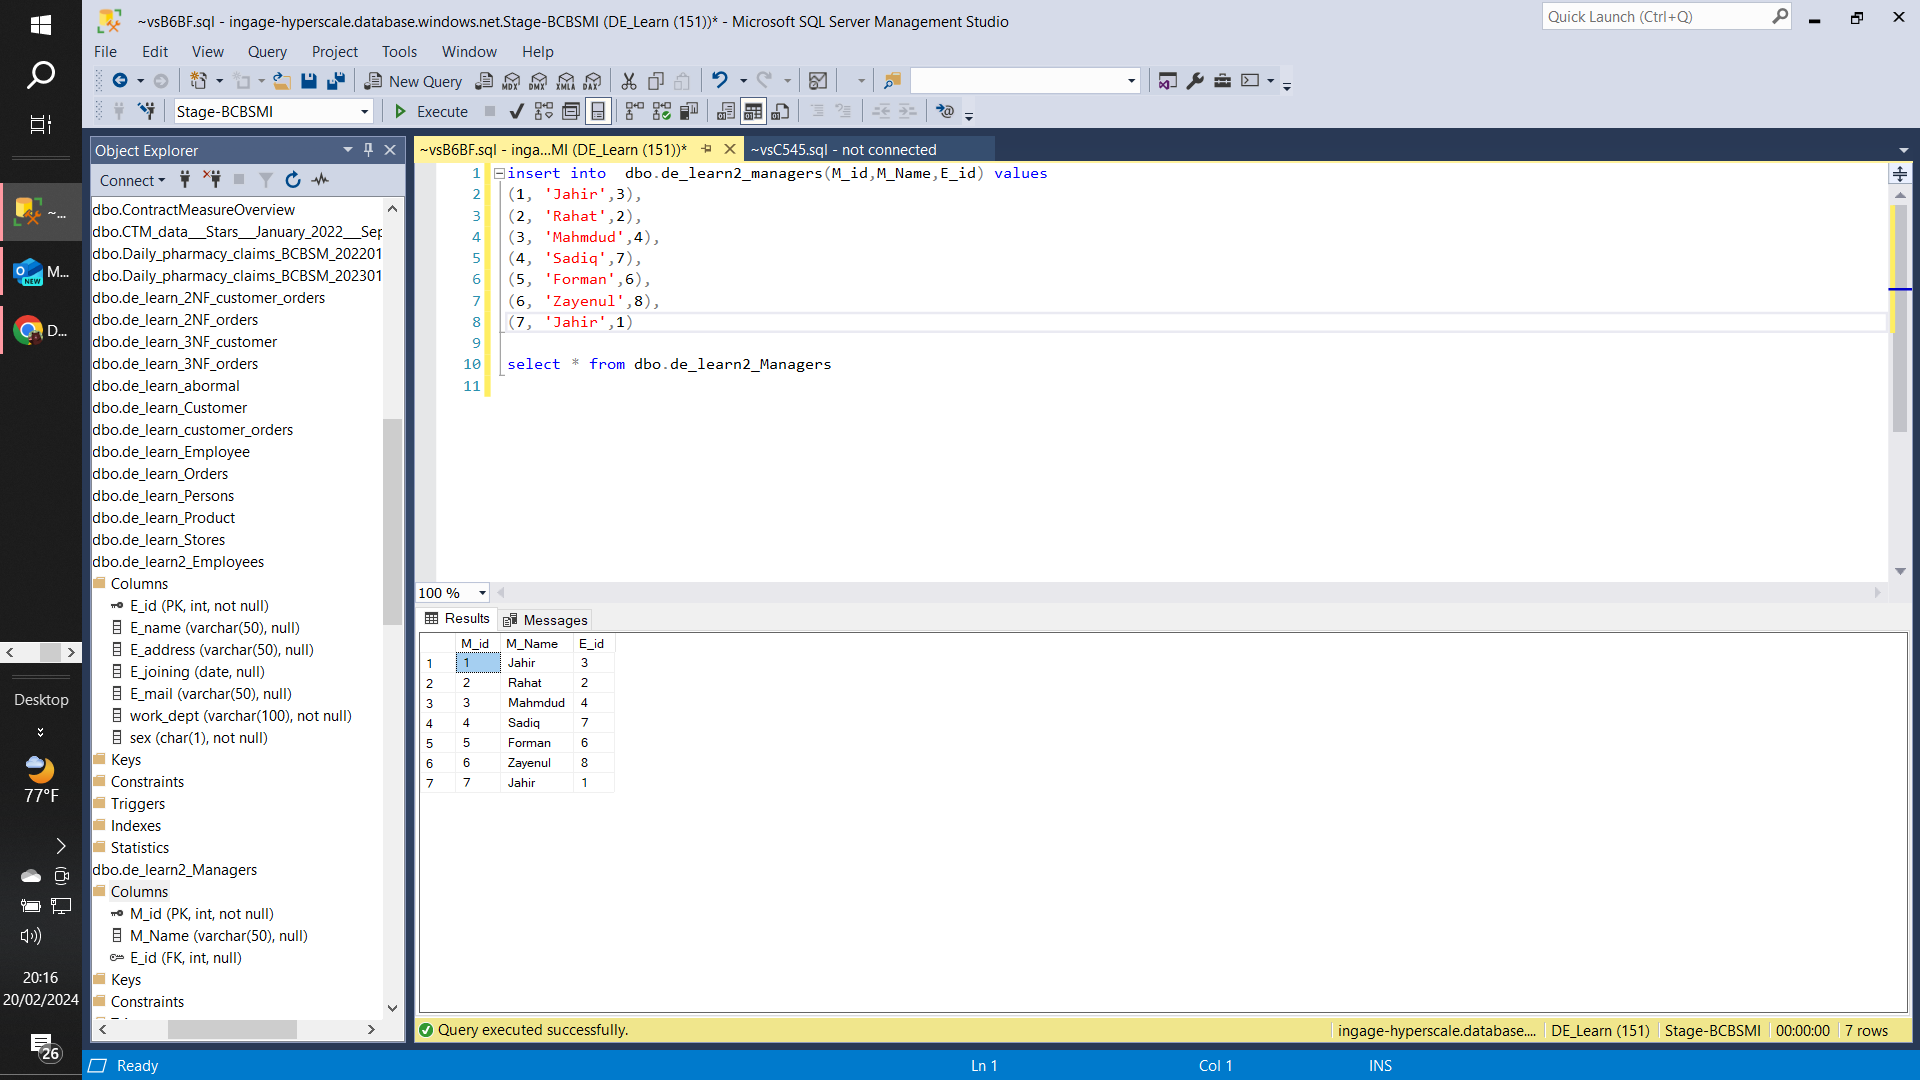 ~vsB6BF.sql - ingage-hyperscale.database.windows.net.Stage-BCBSMI (DE_Learn (151))* - Microsoft SQL Server Management Studio
Quick Launch (Ctrl+Q)
File Edit View Query Project Tools Window Help
New Query
MDX DMX XMLA DAX
Stage-BCBSMI
Execute
Object Explorer
Connect
dbo.ContractMeasureOverview
dbo.CTM_data__Stars__January_2022__Sep
dbo.Daily_pharmacy_claims_BCBSM_202201
dbo.Daily_pharmacy_claims_BCBSM_202301
dbo.de_learn_2NF_customer_orders
dbo.de_learn_2NF_orders
dbo.de_learn_3NF_customer
dbo.de_learn_3NF_orders
dbo.de_learn_abormal
dbo.de_learn_Customer
dbo.de_learn_customer_orders
dbo.de_learn_Employee
dbo.de_learn_Orders
dbo.de_learn_Persons
dbo.de_learn_Product
dbo.de_learn_Stores
dbo.de_learn2_Employees
Columns
E_id (PK, int, not null)
E_name (varchar(50), null)
E_address (varchar(50), null)
E_joining (date, null)
E_mail (varchar(50), null)
work_dept (varchar(100), not null)
sex (char(1), not null)
Keys
Constraints
Triggers
Indexes
Statistics
dbo.de_learn2_Managers
Columns
M_id (PK, int, not null)
M_Name (varchar(50), null)
E_id (FK, int, null)
Keys
Constraints
~vsB6BF.sql - inga...MI (DE_Learn (151))*
~vsC545.sql - not connected
1 insert into  dbo.de_learn2_managers(M_id,M_Name,E_id) values
2 (1, 'Jahir',3),
3 (2, 'Rahat',2),
4 (3, 'Mahmdud',4),
5 (4, 'Sadiq',7),
6 (5, 'Forman',6),
7 (6, 'Zayenul',8),
8 (7, 'Jahir',1)
9
10 select * from dbo.de_learn2_Managers
11
100 %
Results Messages
M_id M_Name E_id
1 1 Jahir 3
2 2 Rahat 2
3 3 Mahmdud 4
4 4 Sadiq 7
5 5 Forman 6
6 6 Zayenul 8
7 7 Jahir 1
Query executed successfully.
ingage-hyperscale.database.... DE_Learn (151) Stage-BCBSMI 00:00:00 7 rows
Ready
Ln 1 Col 1 INS
~...
M...
NEW
D...
Desktop
77°F
20:16
20/02/2024
26